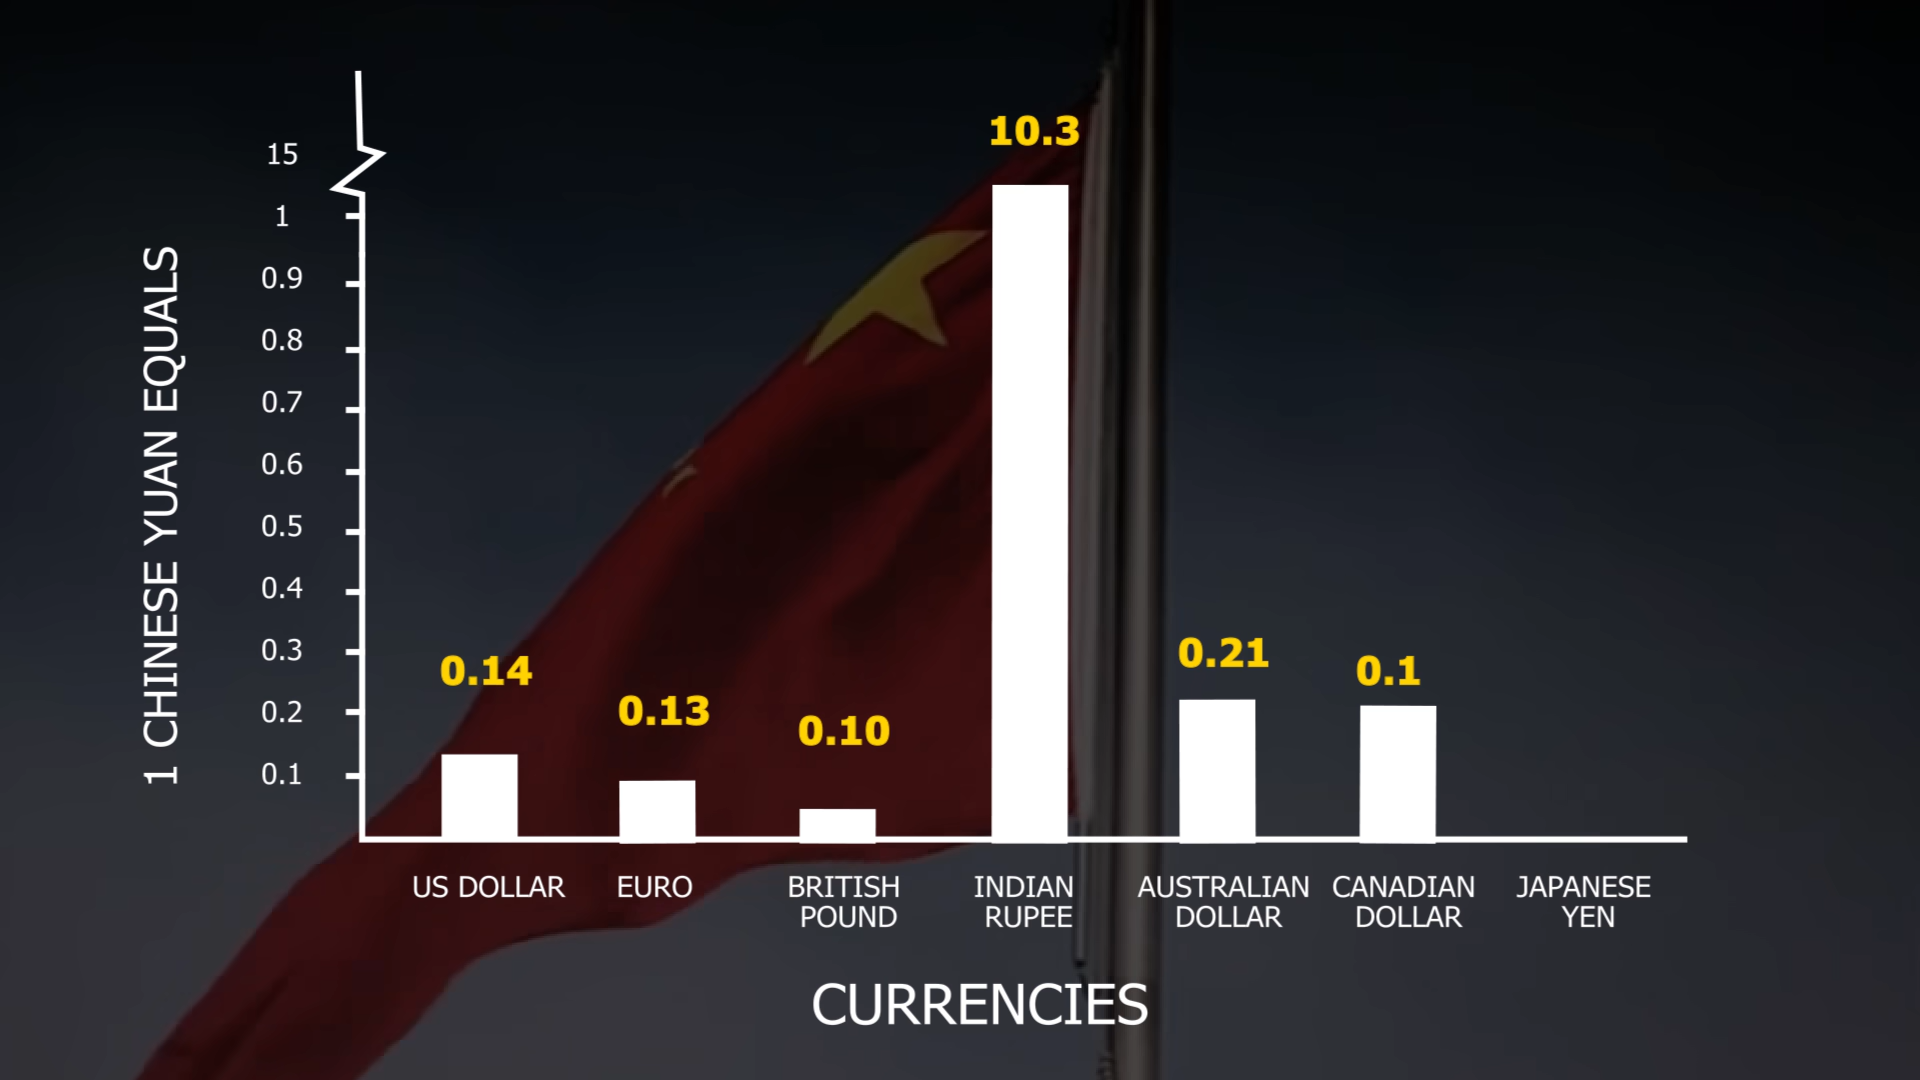 1 CHINESE YUAN EQUALS
15
1
0.9
0.8
0.7
0.6
0.5
0.4
0.3
0.2
0.1
0.14
0.13
0.10
10.3
0.21
0.1
US DOLLAR
EURO
BRITISH
POUND
INDIAN
RUPEE
AUSTRALIAN
DOLLAR
CANADIAN
DOLLAR
JAPANESE
YEN
CURRENCIES